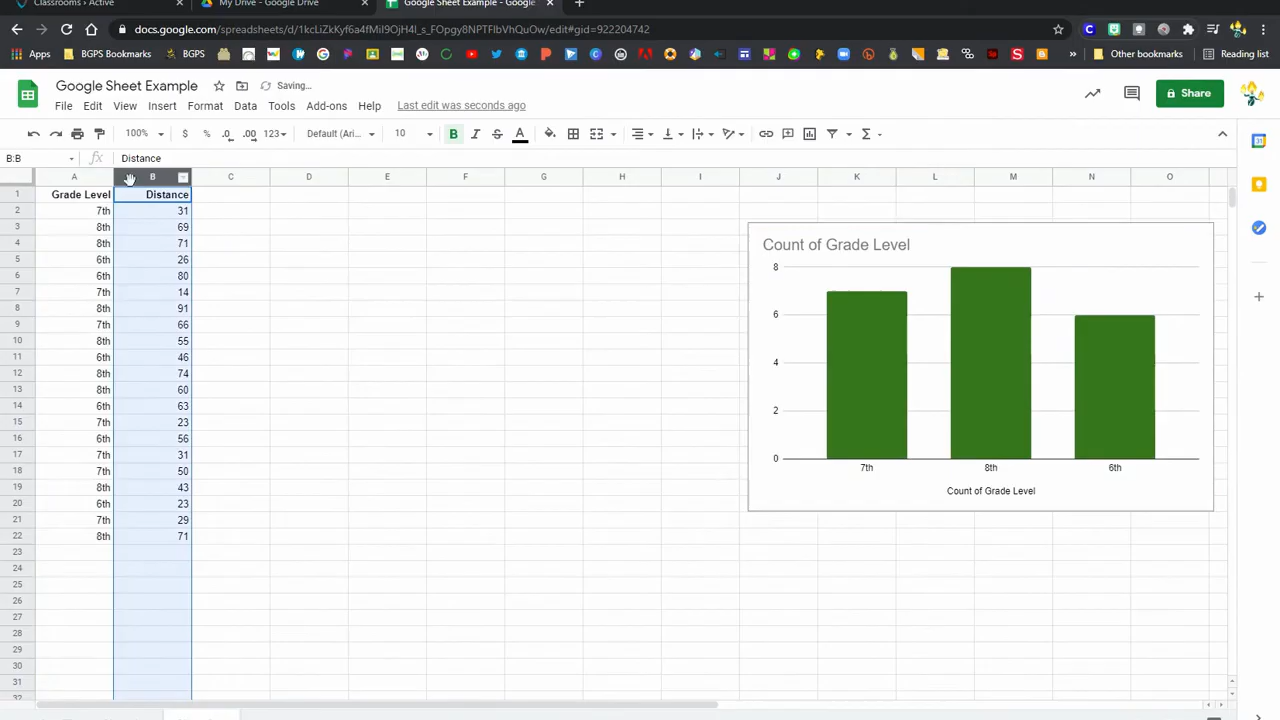 Classrooms › Active
My Drive - Google Drive
Google Sheet Example - Google
docs.google.com/spreadsheets/d/1kcLiZkKyf6a4fMil9OjH4l_s_FOpgy8NPTFlbVhQuOw/edit#gid=922204742
Apps BGPS Bookmarks BGPS Other bookmarks Reading list
Google Sheet Example Saving...
File Edit View Insert Format Data Tools Add-ons Help Last edit was seconds ago
Share
100% $ % .0 .00 123 Default (Ari... 10 B I S A
B:B fx Distance
A B C D E F G H I J K L M N O
1 Grade Level Distance
2 7th 31
3 8th 69
4 8th 71
5 6th 26
6 6th 80
7 7th 14
8 8th 91
9 7th 66
10 8th 55
11 6th 46
12 8th 74
13 8th 60
14 6th 63
15 7th 23
16 6th 56
17 7th 31
18 7th 50
19 8th 43
20 6th 23
21 7th 29
22 8th 71
23
24
25
26
27
28
29
30
31
32
Count of Grade Level
8
6
4
2
0
7th 8th 6th
Count of Grade Level